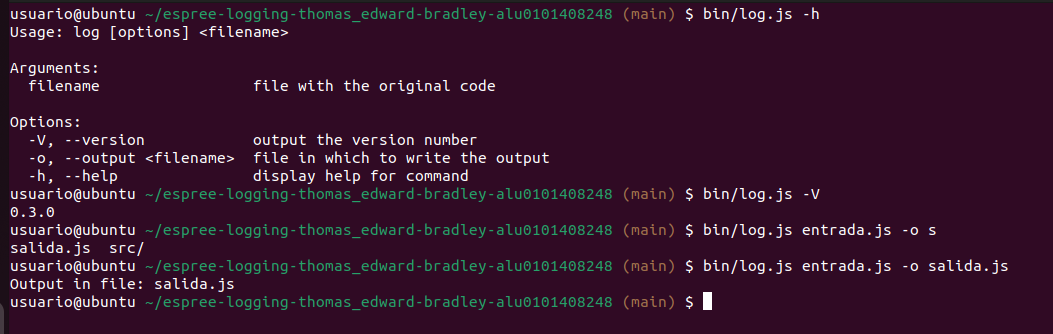 usuario@ubuntu ~/espree-logging-thomas_edward-bradley-alu0101408248 (main) $ bin/log.js -h
Usage: log [options] <filename>
Arguments:
  filename                   file with the original code
Options:
  -V, --version              output the version number
  -o, --output <filename>  file in which to write the output
  -h, --help                 display help for command
usuario@ubuntu ~/espree-logging-thomas_edward-bradley-alu0101408248 (main) $ bin/log.js -V
0.3.0
usuario@ubuntu ~/espree-logging-thomas_edward-bradley-alu0101408248 (main) $ bin/log.js entrada.js -o s
salida.js  src/
usuario@ubuntu ~/espree-logging-thomas_edward-bradley-alu0101408248 (main) $ bin/log.js entrada.js -o salida.js
Output in file: salida.js
usuario@ubuntu ~/espree-logging-thomas_edward-bradley-alu0101408248 (main) $